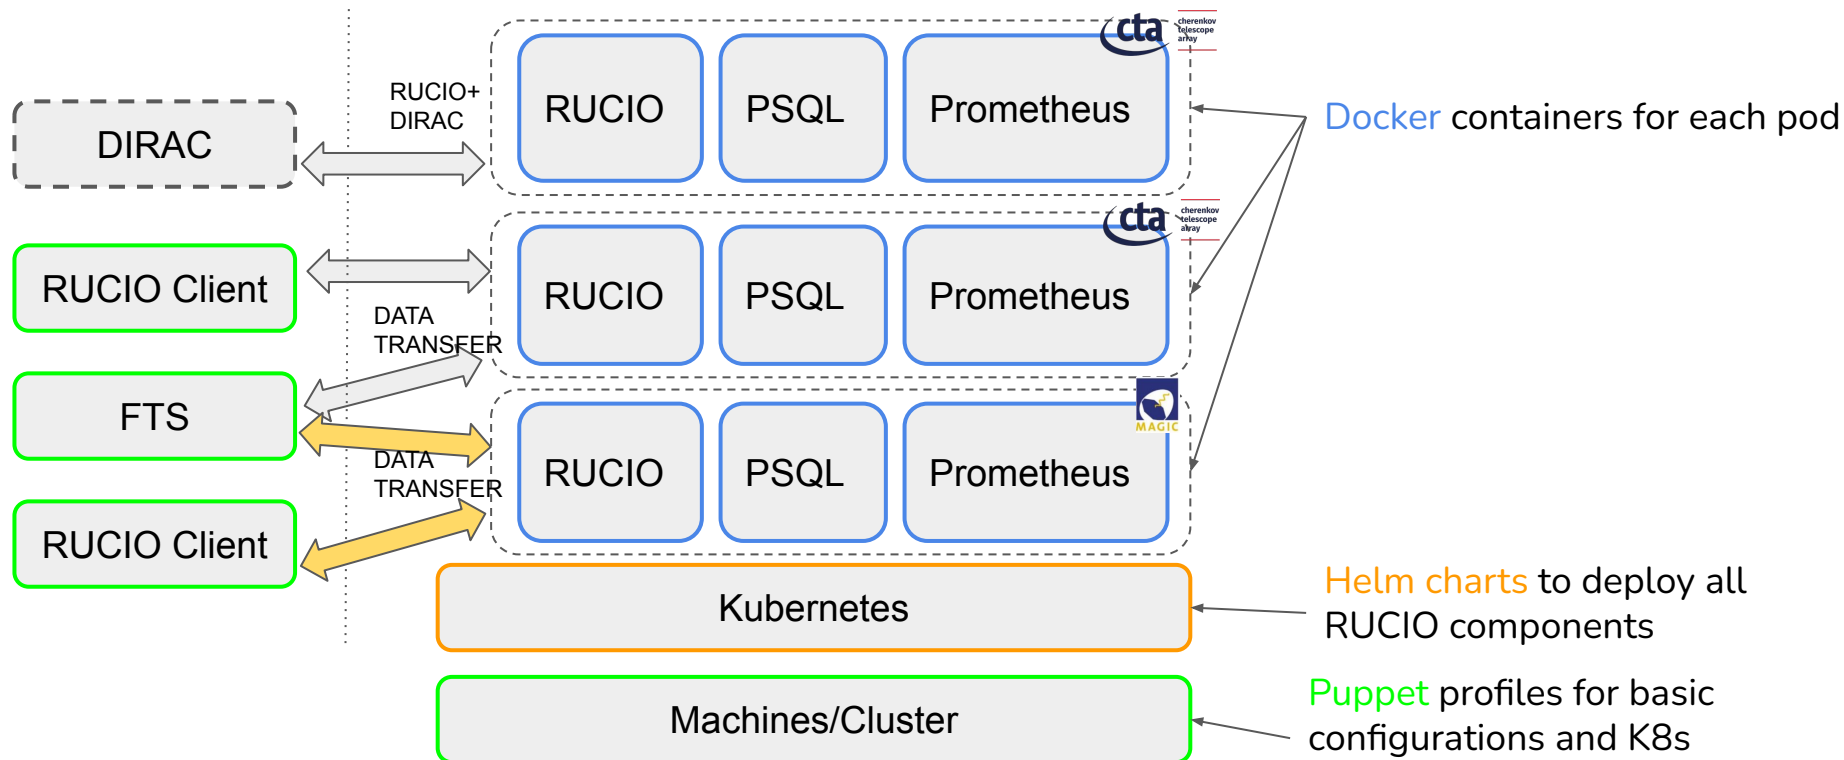 cta
cherenkov
telescope
array
RUCIO+
DIRAC
DIRAC
RUCIO
PSQL
Prometheus
Docker containers for each pod
cta
cherenkov
telescope
array
RUCIO Client
RUCIO
PSQL
Prometheus
DATA
TRANSFER
FTS
MAGIC
DATA
TRANSFER
RUCIO
PSQL
Prometheus
RUCIO Client
Kubernetes
Helm charts to deploy all
RUCIO components
Machines/Cluster
Puppet profiles for basic
configurations and K8s